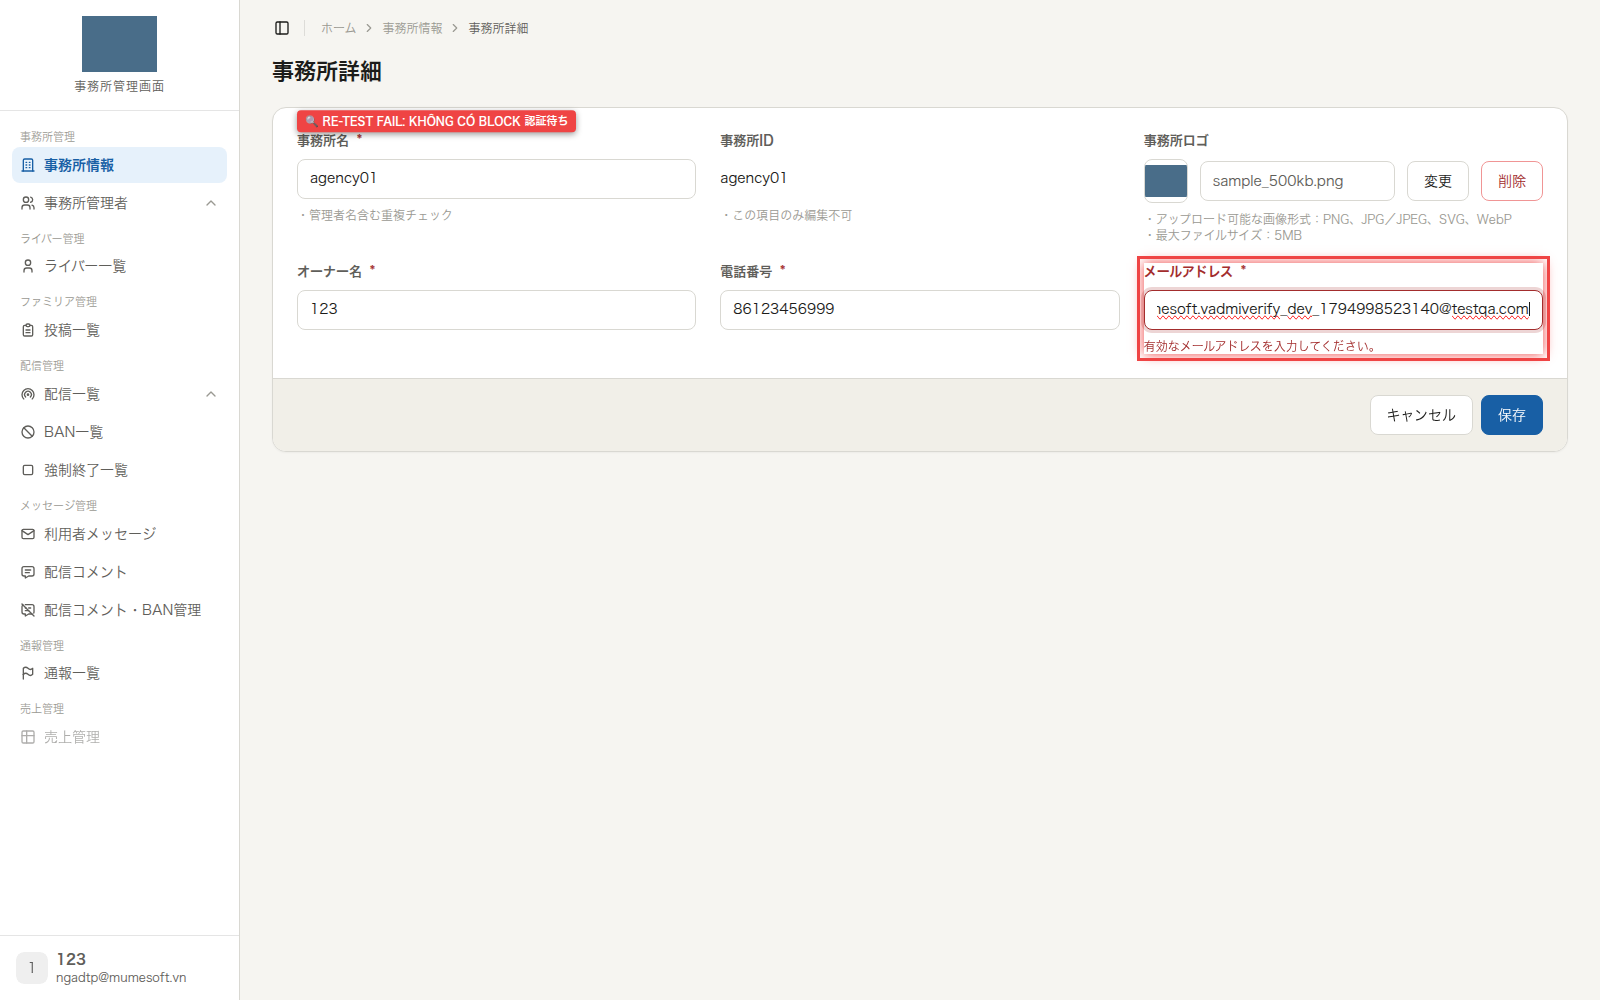 事務所管理画面
事務所管理
事務所情報
事務所管理者
ライバー管理
ライバー一覧
ファミリア管理
投稿一覧
配信管理
配信一覧
BAN一覧
強制終了一覧
メッセージ管理
利用者メッセージ
配信コメント
配信コメント・BAN管理
通報管理
通報一覧
売上管理
売上管理
1
123
ngadtp@mumesoft.vn
ホーム > 事務所情報 > 事務所詳細
事務所詳細
🔍 RE-TEST FAIL: KHÔNG CÓ BLOCK 認証待ち
事務所名 *
agency01
・管理者名含む重複チェック
事務所ID
agency01
・この項目のみ編集不可
事務所ロゴ
sample_500kb.png
変更
削除
・アップロード可能な画像形式：PNG、JPG／JPEG、SVG、WebP
・最大ファイルサイズ：5MB
オーナー名 *
123
電話番号 *
86123456999
メールアドレス *
nesoft.vadmiverify_dev_1794998523140@testqa.com
有効なメールアドレスを入力してください。
キャンセル
保存